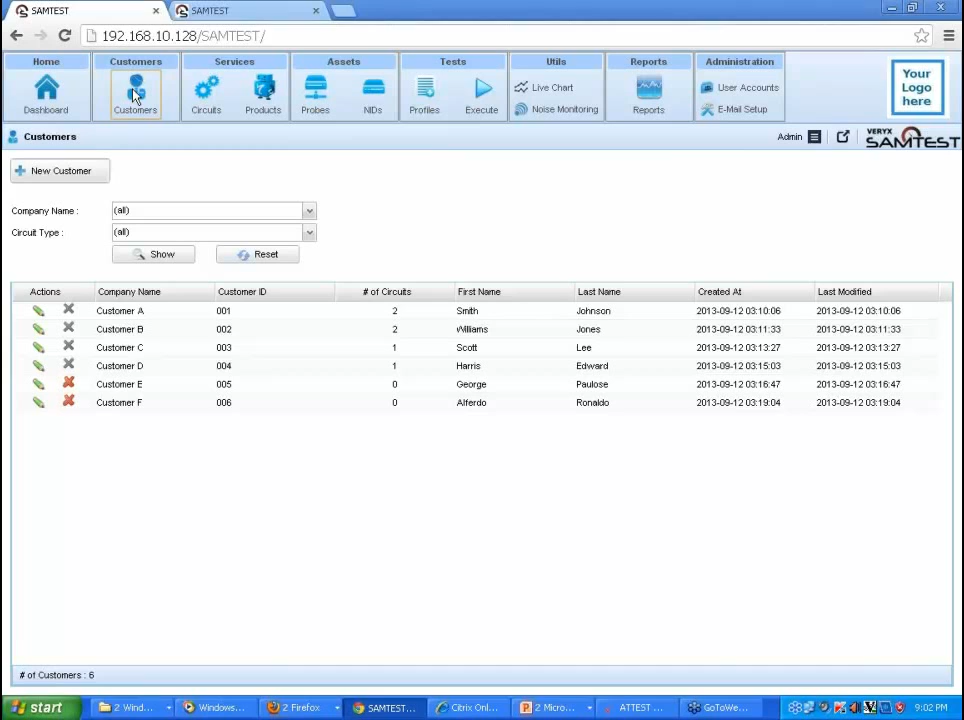 SAMTEST SAMTEST
192.168.10.128/SAMTEST/
Home Customers Services Assets Tests Utils Reports Administration
Dashboard Customers Circuits Products Probes NIDs Profiles Execute Live Chart Noise Monitoring Reports User Accounts E-Mail Setup
Your
Logo
here
Customers Admin VERYX SAMTEST
New Customer
Company Name : (all)
Circuit Type : (all)
Show Reset
Actions Company Name Customer ID # of Circuits First Name Last Name Created At Last Modified
Customer A 001 2 Smith Johnson 2013-09-12 03:10:06 2013-09-12 03:10:06
Customer B 002 2 Williams Jones 2013-09-12 03:11:33 2013-09-12 03:11:33
Customer C 003 1 Scott Lee 2013-09-12 03:13:27 2013-09-12 03:13:27
Customer D 004 1 Harris Edward 2013-09-12 03:15:03 2013-09-12 03:15:03
Customer E 005 0 George Paulose 2013-09-12 03:16:47 2013-09-12 03:16:47
Customer F 006 0 Alferdo Ronaldo 2013-09-12 03:19:04 2013-09-12 03:19:04
# of Customers : 6
start 2 Wind... Windows... 2 Firefox SAMTEST... Citrix Onl... 2 Micro... ATTEST ... GoToWe... 9:02 PM